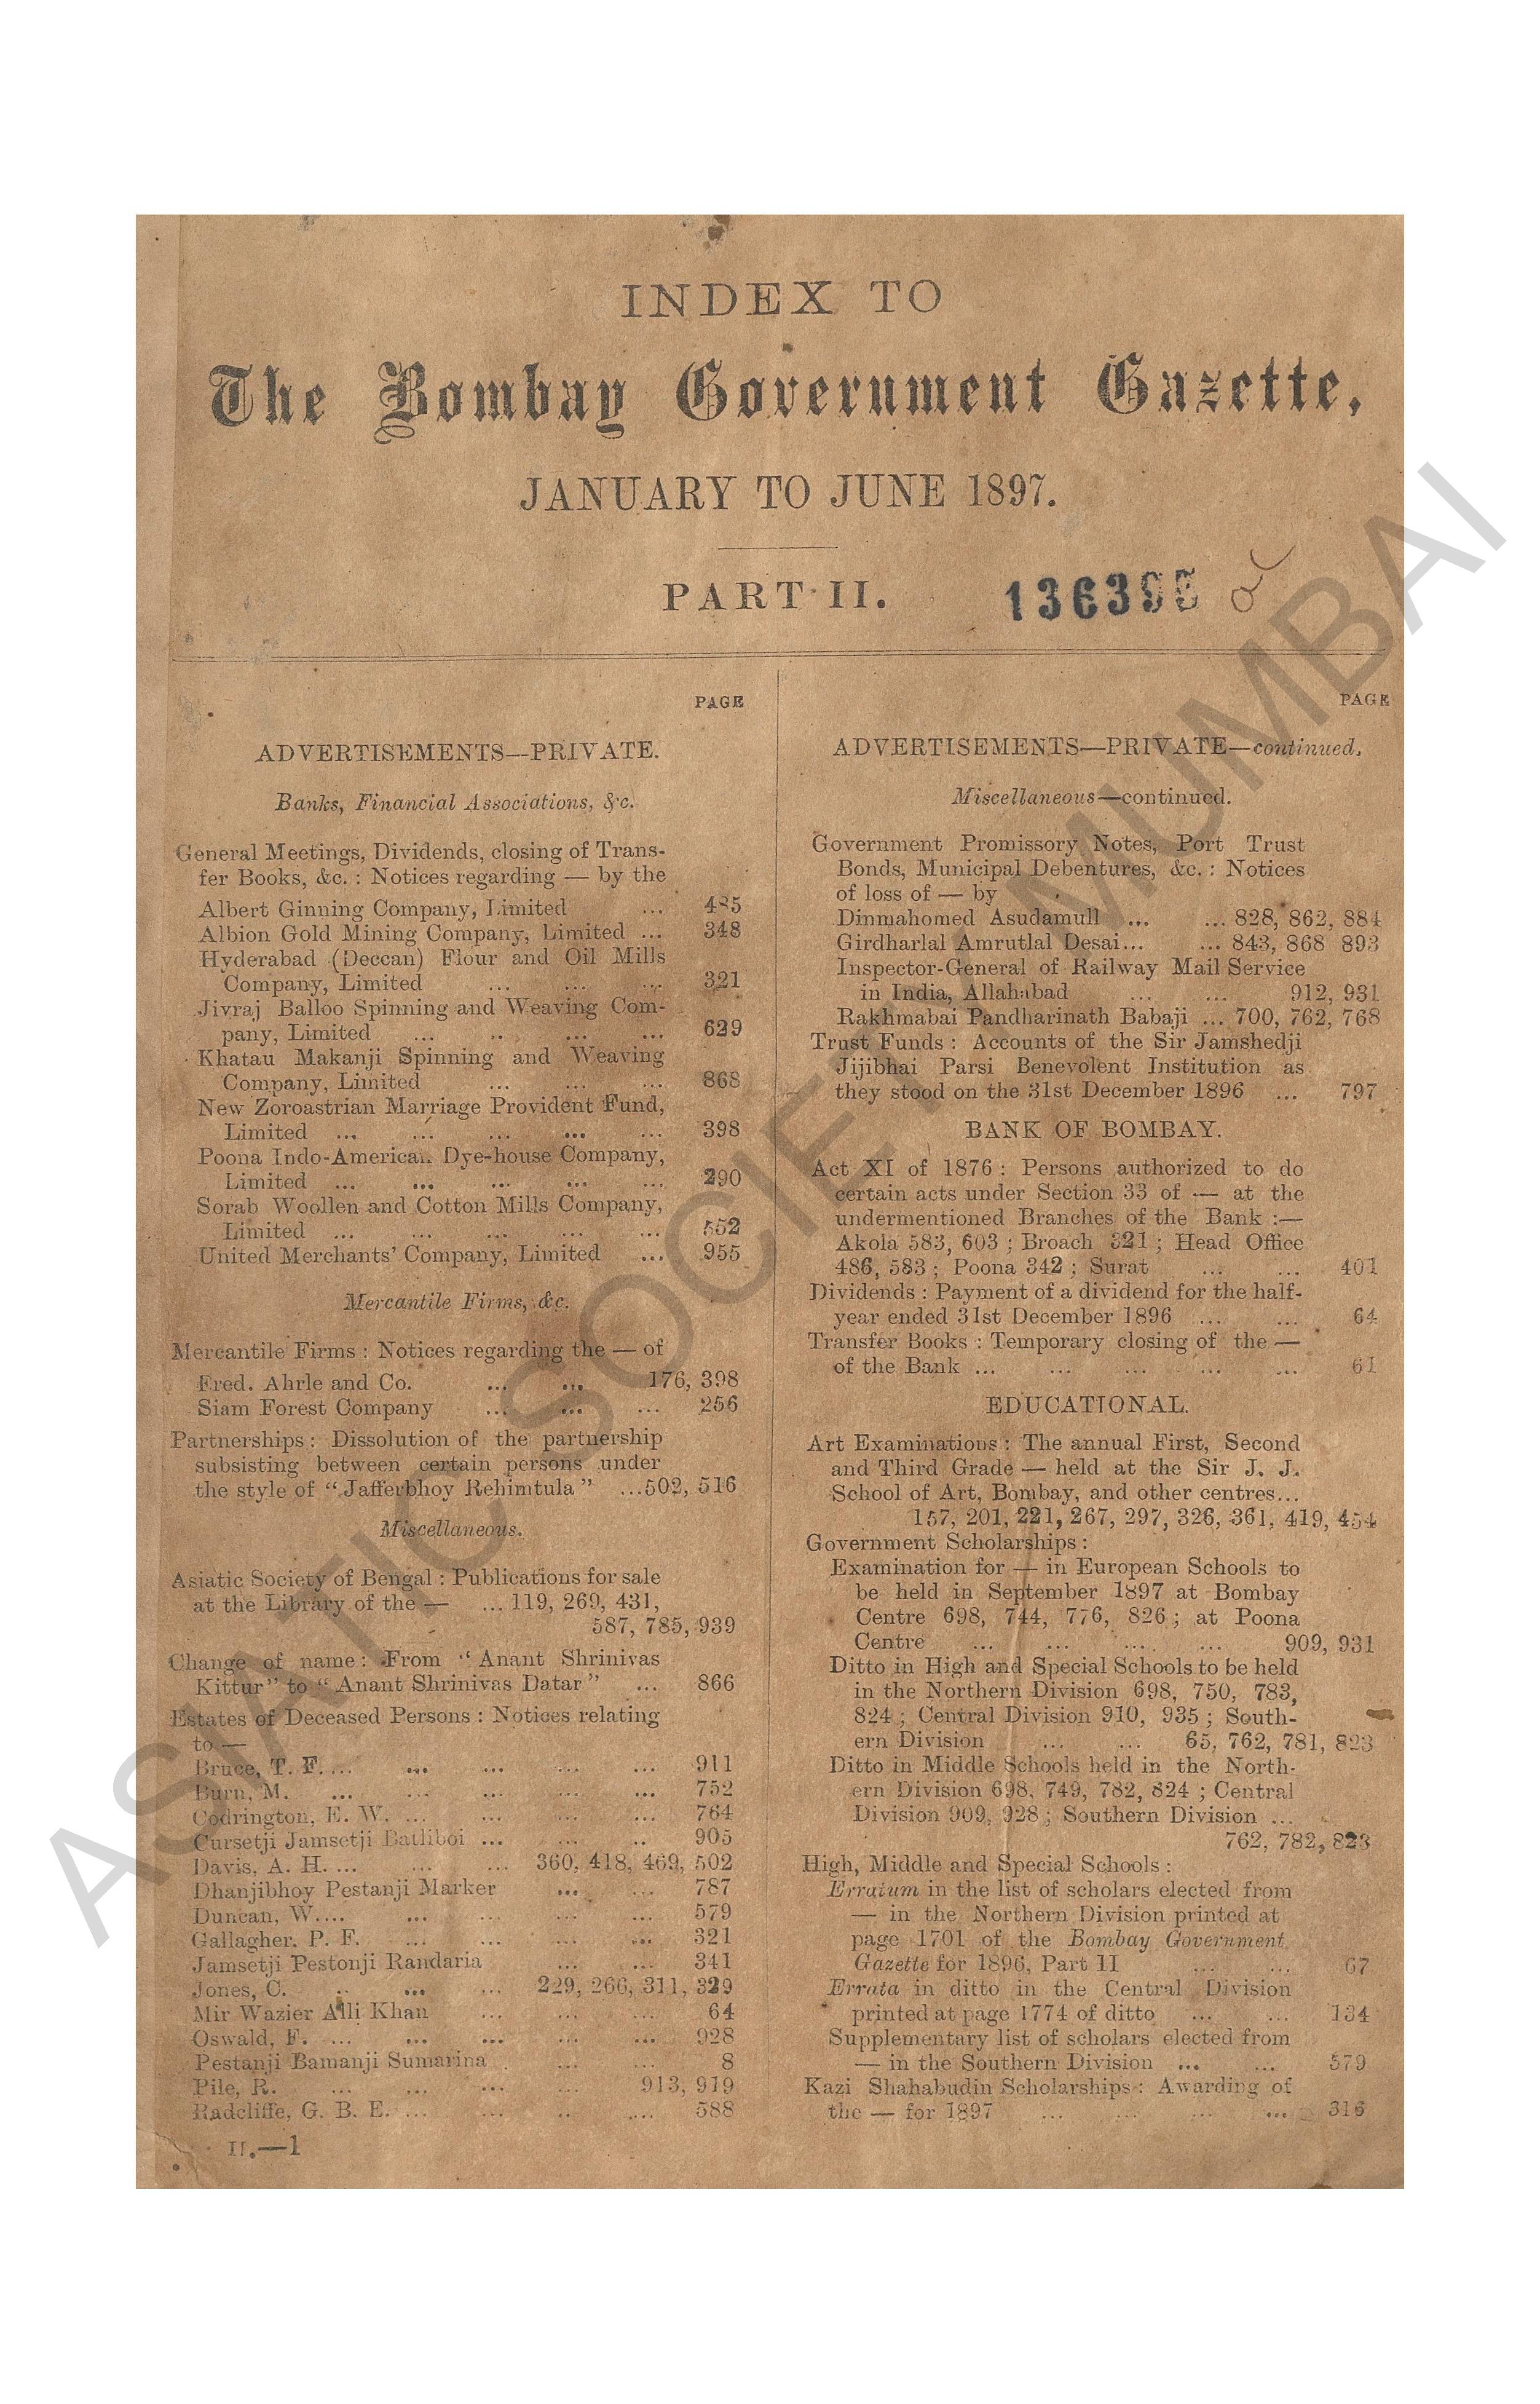 INDEX TO
The Bombay Government Gazette,
JANUARY TO JUNE 1897.
PART II.
PAGE
ADVERTISEMENTS—PRIVATE.
Banks, Financial Associations, &c.
General Meetings, Dividends, closing of Trans-
fer Books, &c. : Notices regarding — by the
Albert Ginning Company, Limited ...
Albion Gold Mining Company, Limited ... 348
Hyderabad (Deccan) Flour and Oil Mills
Company, Limited ... ... ... 321
Jivraj Balloo Spinning and Weaving Com-
pany, Limited ... ... ... ... 629
Khatau Makanji Spinning and Weaving
Company, Limited ... ... ... 868
New Zoroastrian Marriage Provident Fund,
Limited ... ... ... ... ... 398
Poona Indo-American Dye-house Company,
Limited ... ... ... ... ... 290
Sorab Woollen and Cotton Mills Company,
Limited ... ... ... ... ... 552
United Merchants' Company, Limited ... 955
Mercantile Firms, &c.
Mercantile Firms : Notices regarding the — of
Fred. Ahrle and Co. ... ... 176, 398
Siam Forest Company ... ... ... 256
Partnerships : Dissolution of the partnership
subsisting between certain persons under
the style of "Jafferbhoy Rehimtula" ...502, 516
Miscellaneous.
Asiatic Society of Bengal : Publications for sale
at the Library of the — ... 119, 269, 431,
587, 785, 939
Change of name : From "Anant Shrinivas
Kittur" to "Anant Shrinivas Datar" ... 866
Estates of Deceased Persons : Notices relating
to —
Bruce, T. F. ... ... ... ... ... 911
Burn, M. ... ... ... ... ... 752
Codrington, E. W. ... ... ... ... 764
Cursetji Jamsetji Batliboi ... ... .. 905
Davis, A. H. ... ... ... 360, 418, 469, 502
Dhanjibhoy Pestanji Marker ... ... 787
Duncan, W.... ... ... ... ... 579
Gallagher, P. F. ... ... ... ... 321
Jamsetji Pestonji Randaria ... ... 341
Jones, C. .. ... ... 229, 266, 311, 329
Mir Wazier Alli Khan ... ... ... 64
Oswald, F. ... ... ... ... ... 928
Pestanji Bamanji Sumarina ... ... 8
Pile, R. ... ... ... ... 913, 919
Radcliffe, G. B. E. ... ... .. ... 588
II.—1
PAGE
ADVERTISEMENTS—PRIVATE—continued.
Miscellaneous—continued.
Government Promissory Notes, Port Trust
Bonds, Municipal Debentures, &c. : Notices
of loss of — by
Dinmahomed Asudamull ... ... 828, 862, 884
Girdharlal Amrutlal Desai... ... 843, 868 893
Inspector-General of Railway Mail Service
in India, Allahabad ... ... 912, 931
Rakhmabai Pandharinath Babaji ... 700, 762, 768
Trust Funds : Accounts of the Sir Jamshedji
Jijibhai Parsi Benevolent Institution as
they stood on the 31st December 1896 ... 797
BANK OF BOMBAY.
Act XI of 1876 : Persons authorized to do
certain acts under Section 33 of — at the
undermentioned Branches of the Bank :—
Akola 583, 603 ; Broach 321 ; Head Office
486, 583 ; Poona 342 ; Surat ... ... 401
Dividends : Payment of a dividend for the half-
year ended 31st December 1896 ... ... 64
Transfer Books : Temporary closing of the —
of the Bank ... ... ... ... ... 61
EDUCATIONAL.
Art Examinations : The annual First, Second
and Third Grade — held at the Sir J. J.
School of Art, Bombay, and other centres...
157, 201, 221, 267, 297, 326, 361, 419, 454
Government Scholarships :
Examination for — in European Schools to
be held in September 1897 at Bombay
Centre 698, 744, 776, 826 ; at Poona
Centre ... ... ... ... 909, 931
Ditto in High and Special Schools to be held
in the Northern Division 698, 750, 783,
824 ; Central Division 910, 935 ; South-
ern Division ... ... 65, 762, 781, 823
Ditto in Middle Schools held in the North-
ern Division 698, 749, 782, 824 ; Central
Division 909, 928 ; Southern Division ...
762, 782, 823
High, Middle and Special Schools :
Erratum in the list of scholars elected from
— in the Northern Division printed at
page 1701 of the Bombay Government
Gazette for 1896, Part II ... ... 67
Errata in ditto in the Central Division
printed at page 1774 of ditto ... ... 134
Supplementary list of scholars elected from
— in the Southern Division ... ... 579
Kazi Shahabudin Scholarships : Awarding of
the — for 1897 ... ... ... ... 316
ASIATIC SOCIETY MUMBAI